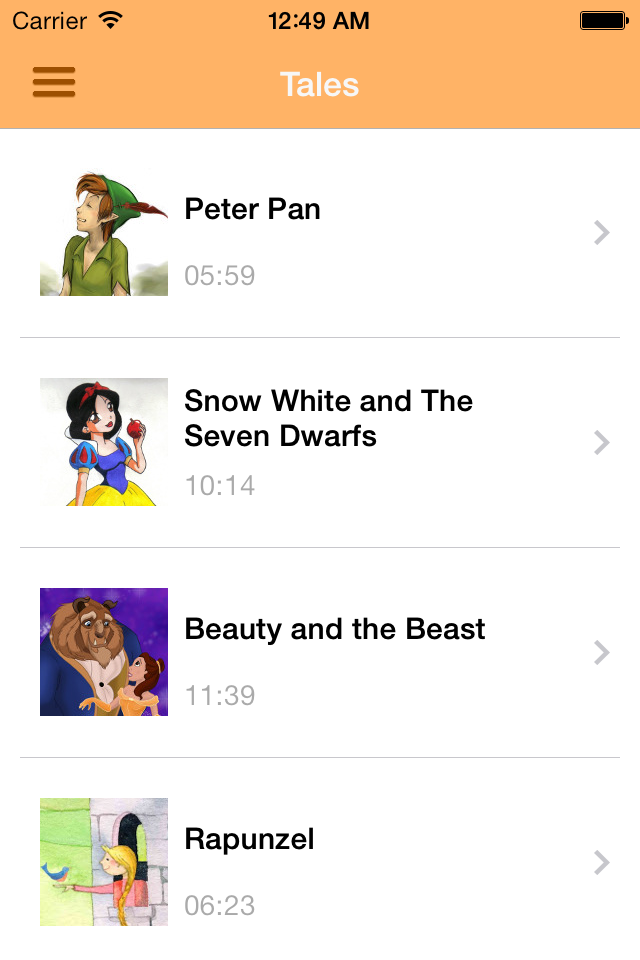 Carrier 12:49 AM
Tales
Peter Pan
05:59
Snow White and The
Seven Dwarfs
10:14
Beauty and the Beast
11:39
Rapunzel
06:23